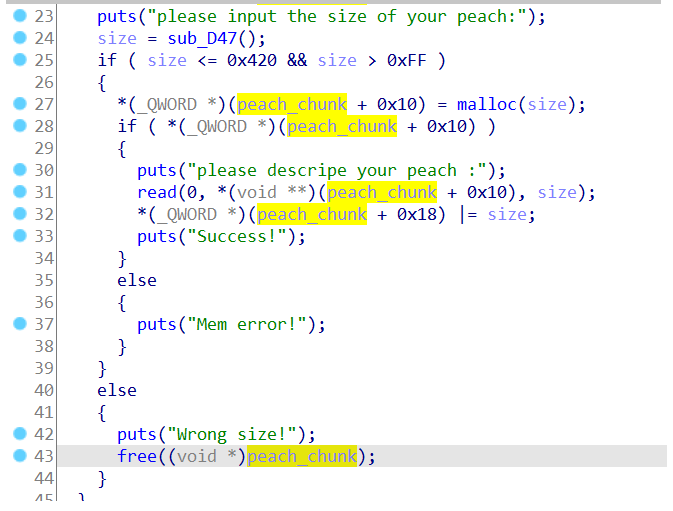 23 puts("please input the size of your peach:");
24 size = sub_D47();
25 if ( size <= 0x420 && size > 0xFF )
26 {
27 *(_QWORD *)(peach_chunk + 0x10) = malloc(size);
28 if ( *(_QWORD *)(peach_chunk + 0x10) )
29 {
30 puts("please descripe your peach :");
31 read(0, *(void **)(peach_chunk + 0x10), size);
32 *(_QWORD *)(peach_chunk + 0x18) |= size;
33 puts("Success!");
34 }
35 else
36 {
37 puts("Mem error!");
38 }
39 }
40 else
41 {
42 puts("Wrong size!");
43 free((void *)peach_chunk);
44 }
45 }